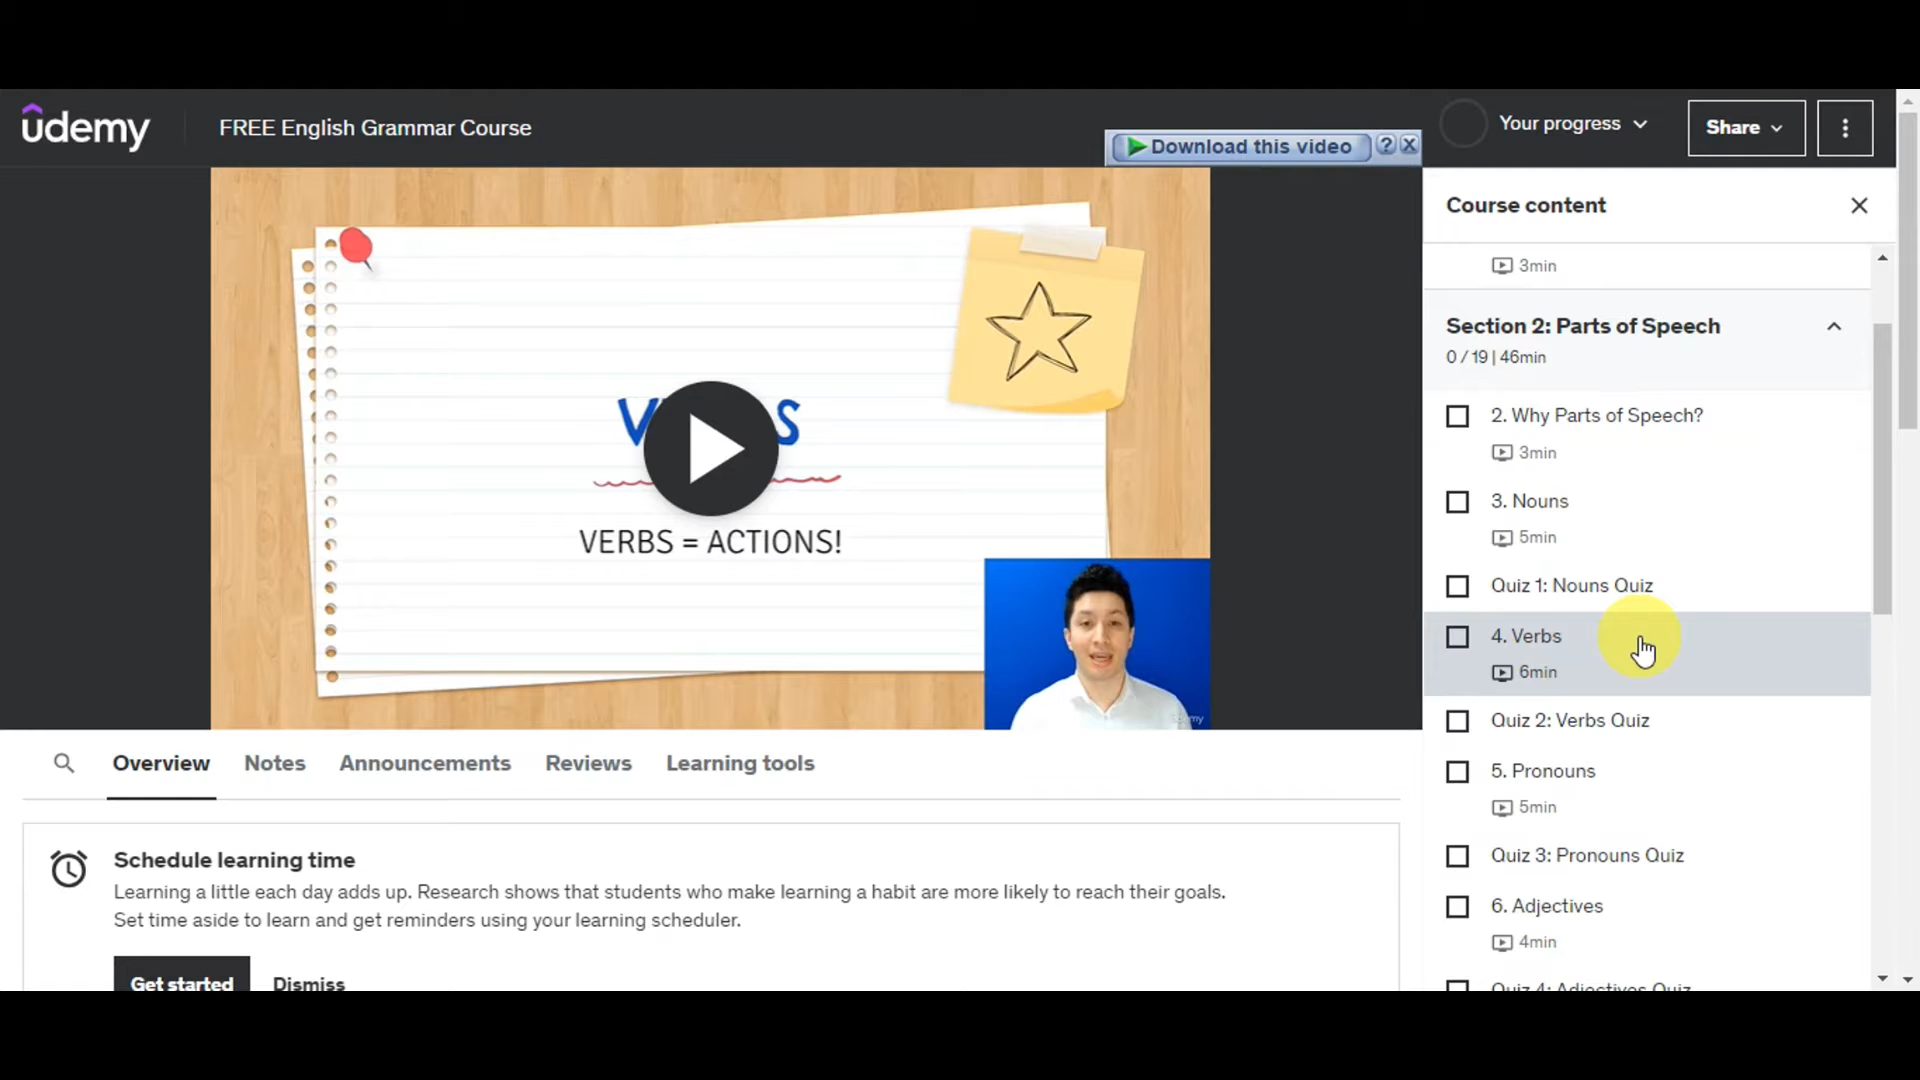 udemy
FREE English Grammar Course
Download this video
?
X
Your progress
Share
Course content
3min
Section 2: Parts of Speech
0 / 19 | 46min
2. Why Parts of Speech?
3min
3. Nouns
5min
Quiz 1: Nouns Quiz
4. Verbs
6min
Quiz 2: Verbs Quiz
5. Pronouns
5min
Quiz 3: Pronouns Quiz
6. Adjectives
4min
Quiz 4: Adjectives Quiz
VERBS = ACTIONS!
Overview
Notes
Announcements
Reviews
Learning tools
Schedule learning time
Learning a little each day adds up. Research shows that students who make learning a habit are more likely to reach their goals.
Set time aside to learn and get reminders using your learning scheduler.
Get started
Dismiss